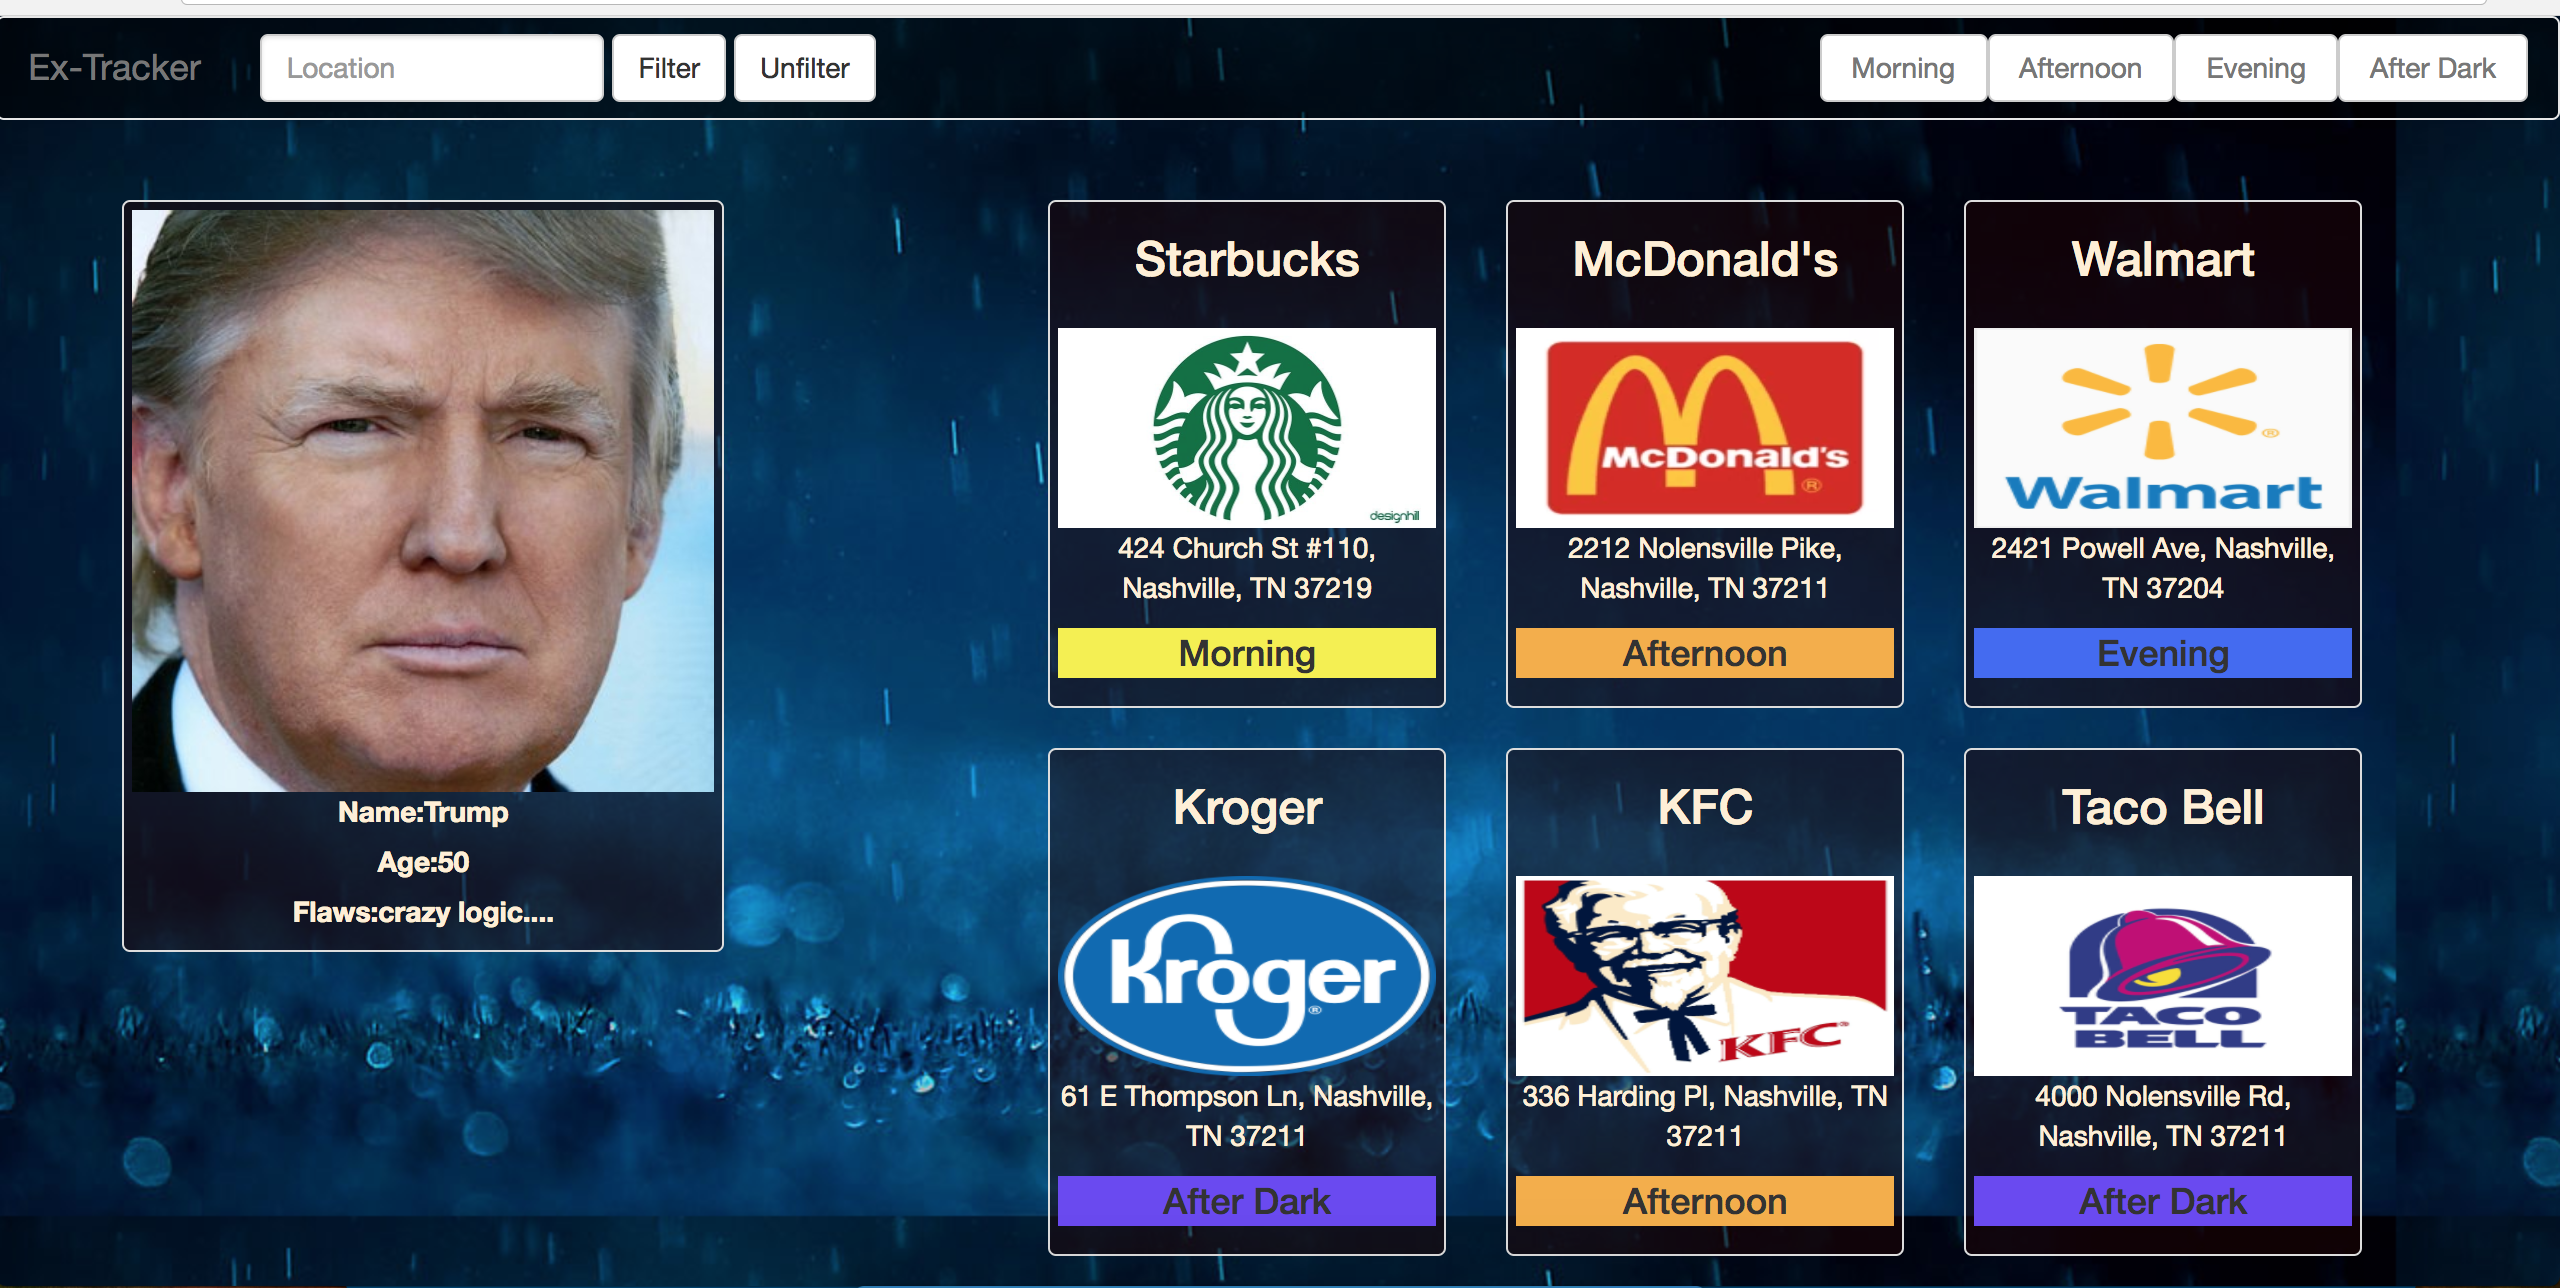 Ex-Tracker
Location
Filter
Unfilter
Morning
Afternoon
Evening
After Dark
Name:Trump
Age:50
Flaws:crazy logic....
Starbucks
designhill
424 Church St #110,
Nashville, TN 37219
Morning
McDonald's
McDonald's
®
2212 Nolensville Pike,
Nashville, TN 37211
Afternoon
Walmart
®
Walmart
2421 Powell Ave, Nashville,
TN 37204
Evening
Kroger
Kroger
®
61 E Thompson Ln, Nashville,
TN 37211
After Dark
KFC
KFC
336 Harding Pl, Nashville, TN
37211
Afternoon
Taco Bell
TACO
BELL
4000 Nolensville Rd,
Nashville, TN 37211
After Dark